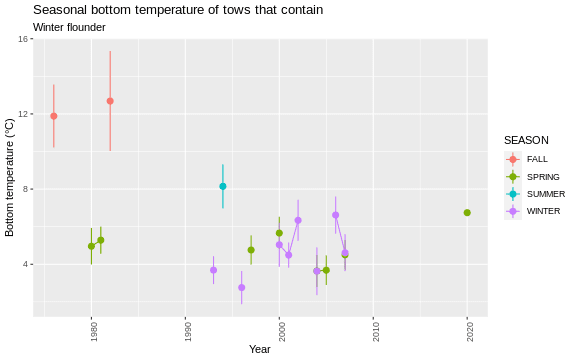 Seasonal bottom temperature of tows that contain
Winter flounder
16
12
8
4
Bottom temperature (°C)
1980
1990
2000
2010
2020
Year
SEASON
FALL
SPRING
SUMMER
WINTER